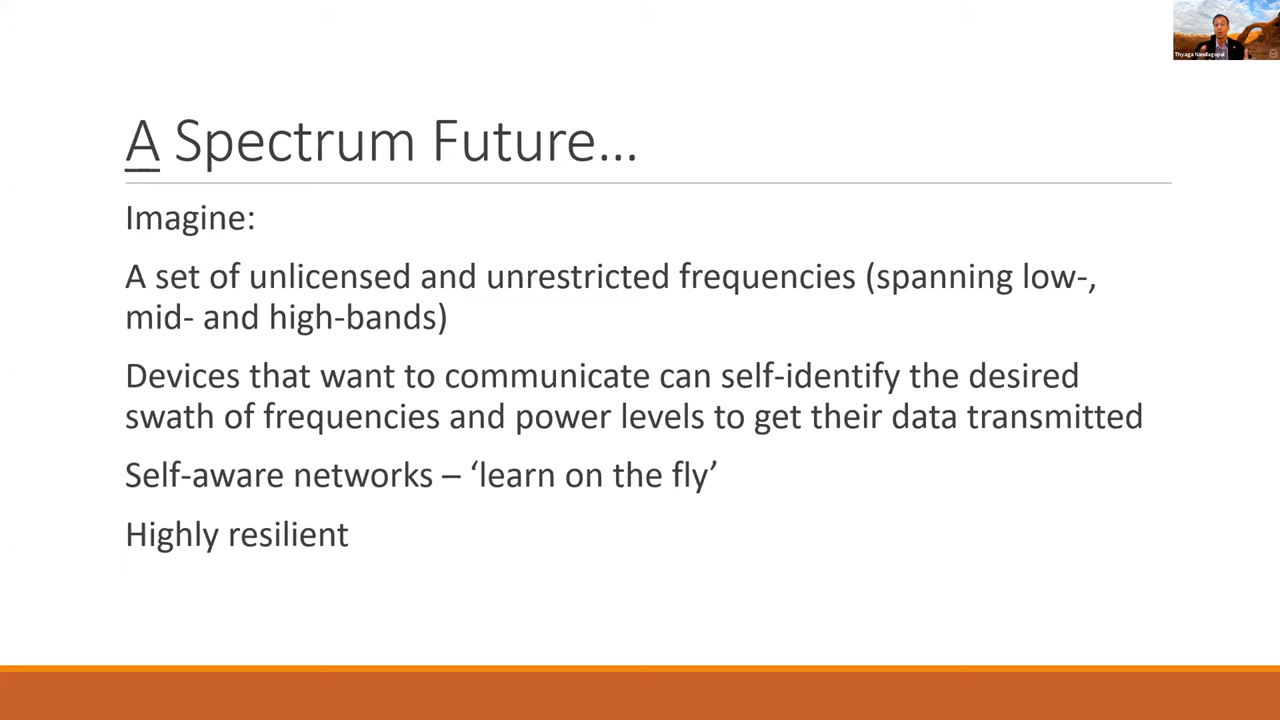 Thyaga Nandagopal
A Spectrum Future…
Imagine:
A set of unlicensed and unrestricted frequencies (spanning low-,
mid- and high-bands)
Devices that want to communicate can self-identify the desired
swath of frequencies and power levels to get their data transmitted
Self-aware networks – ‘learn on the fly’
Highly resilient